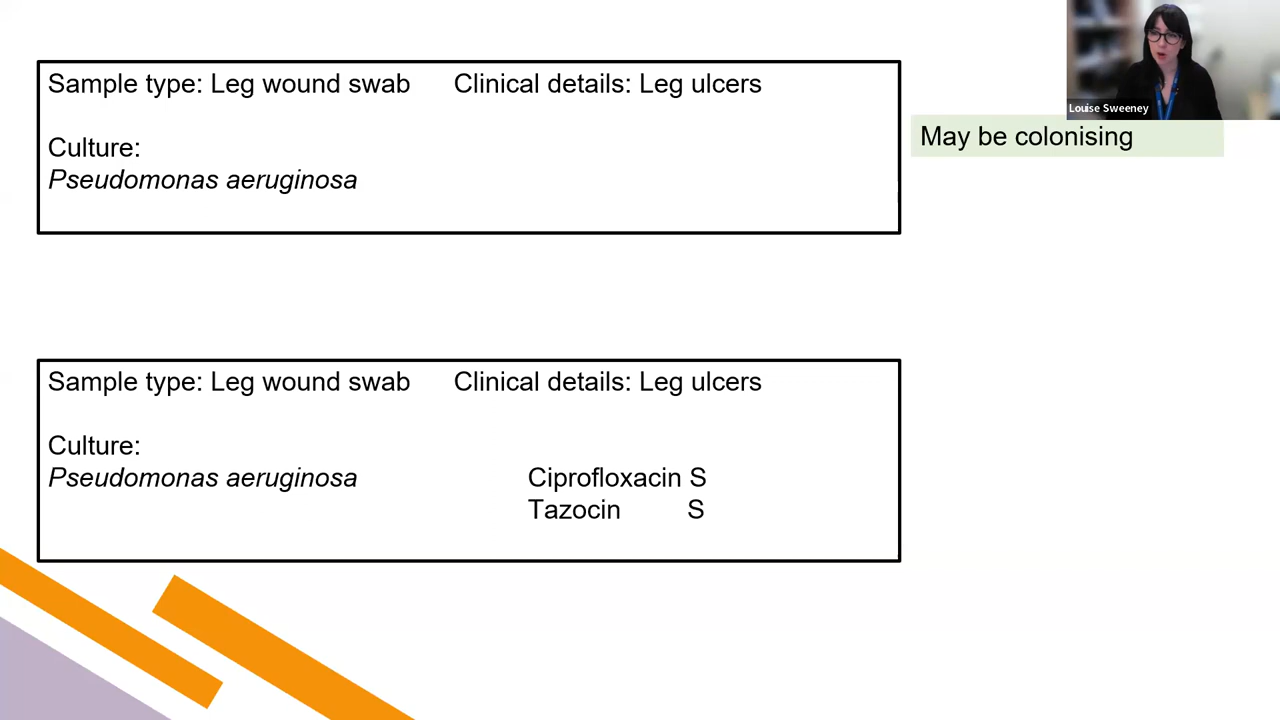 Sample type: Leg wound swab Clinical details: Leg ulcers
Culture:
Pseudomonas aeruginosa
Louise Sweeney
May be colonising
Sample type: Leg wound swab Clinical details: Leg ulcers
Culture:
Pseudomonas aeruginosa Ciprofloxacin S
Tazocin S